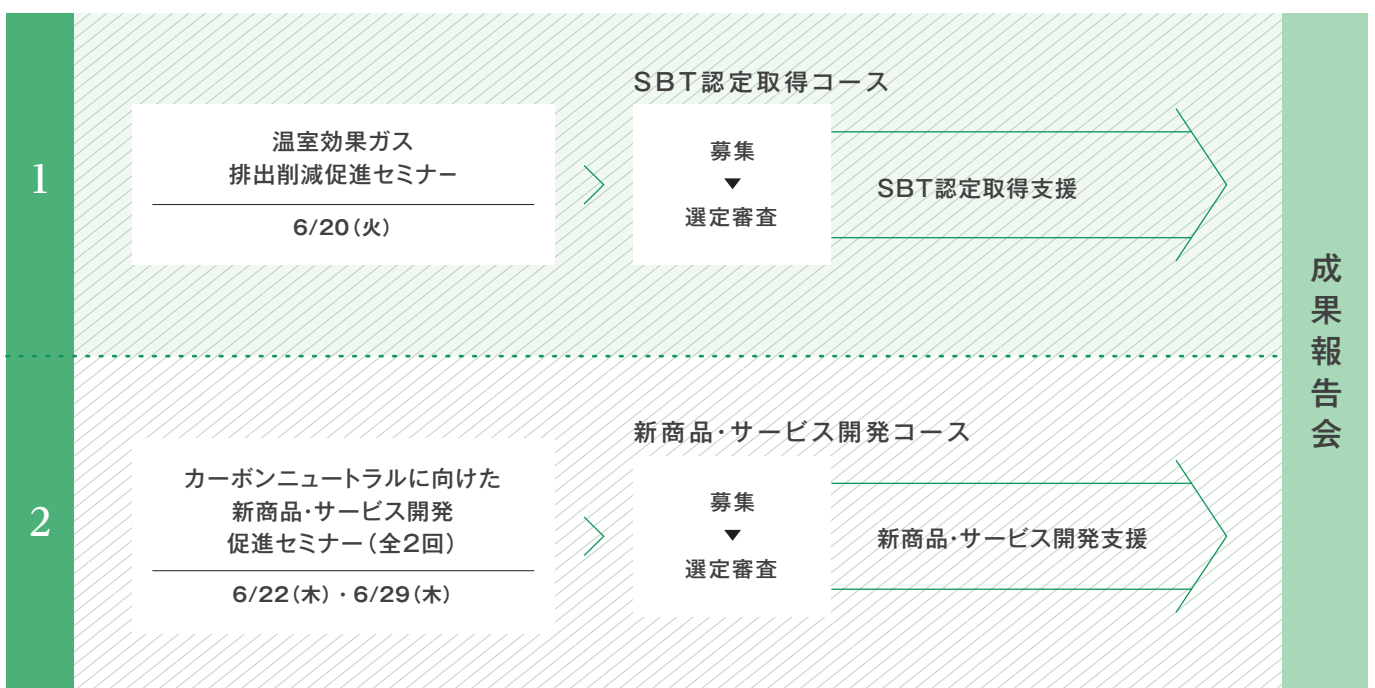 1
温室効果ガス
排出削減促進セミナー
6/20（火）
SBT認定取得コース
募集
▼
選定審査
SBT認定取得支援
2
カーボンニュートラルに向けた
新商品・サービス開発
促進セミナー（全2回）
6/22（木）・6/29（木）
新商品・サービス開発コース
募集
▼
選定審査
新商品・サービス開発支援
成果報告会